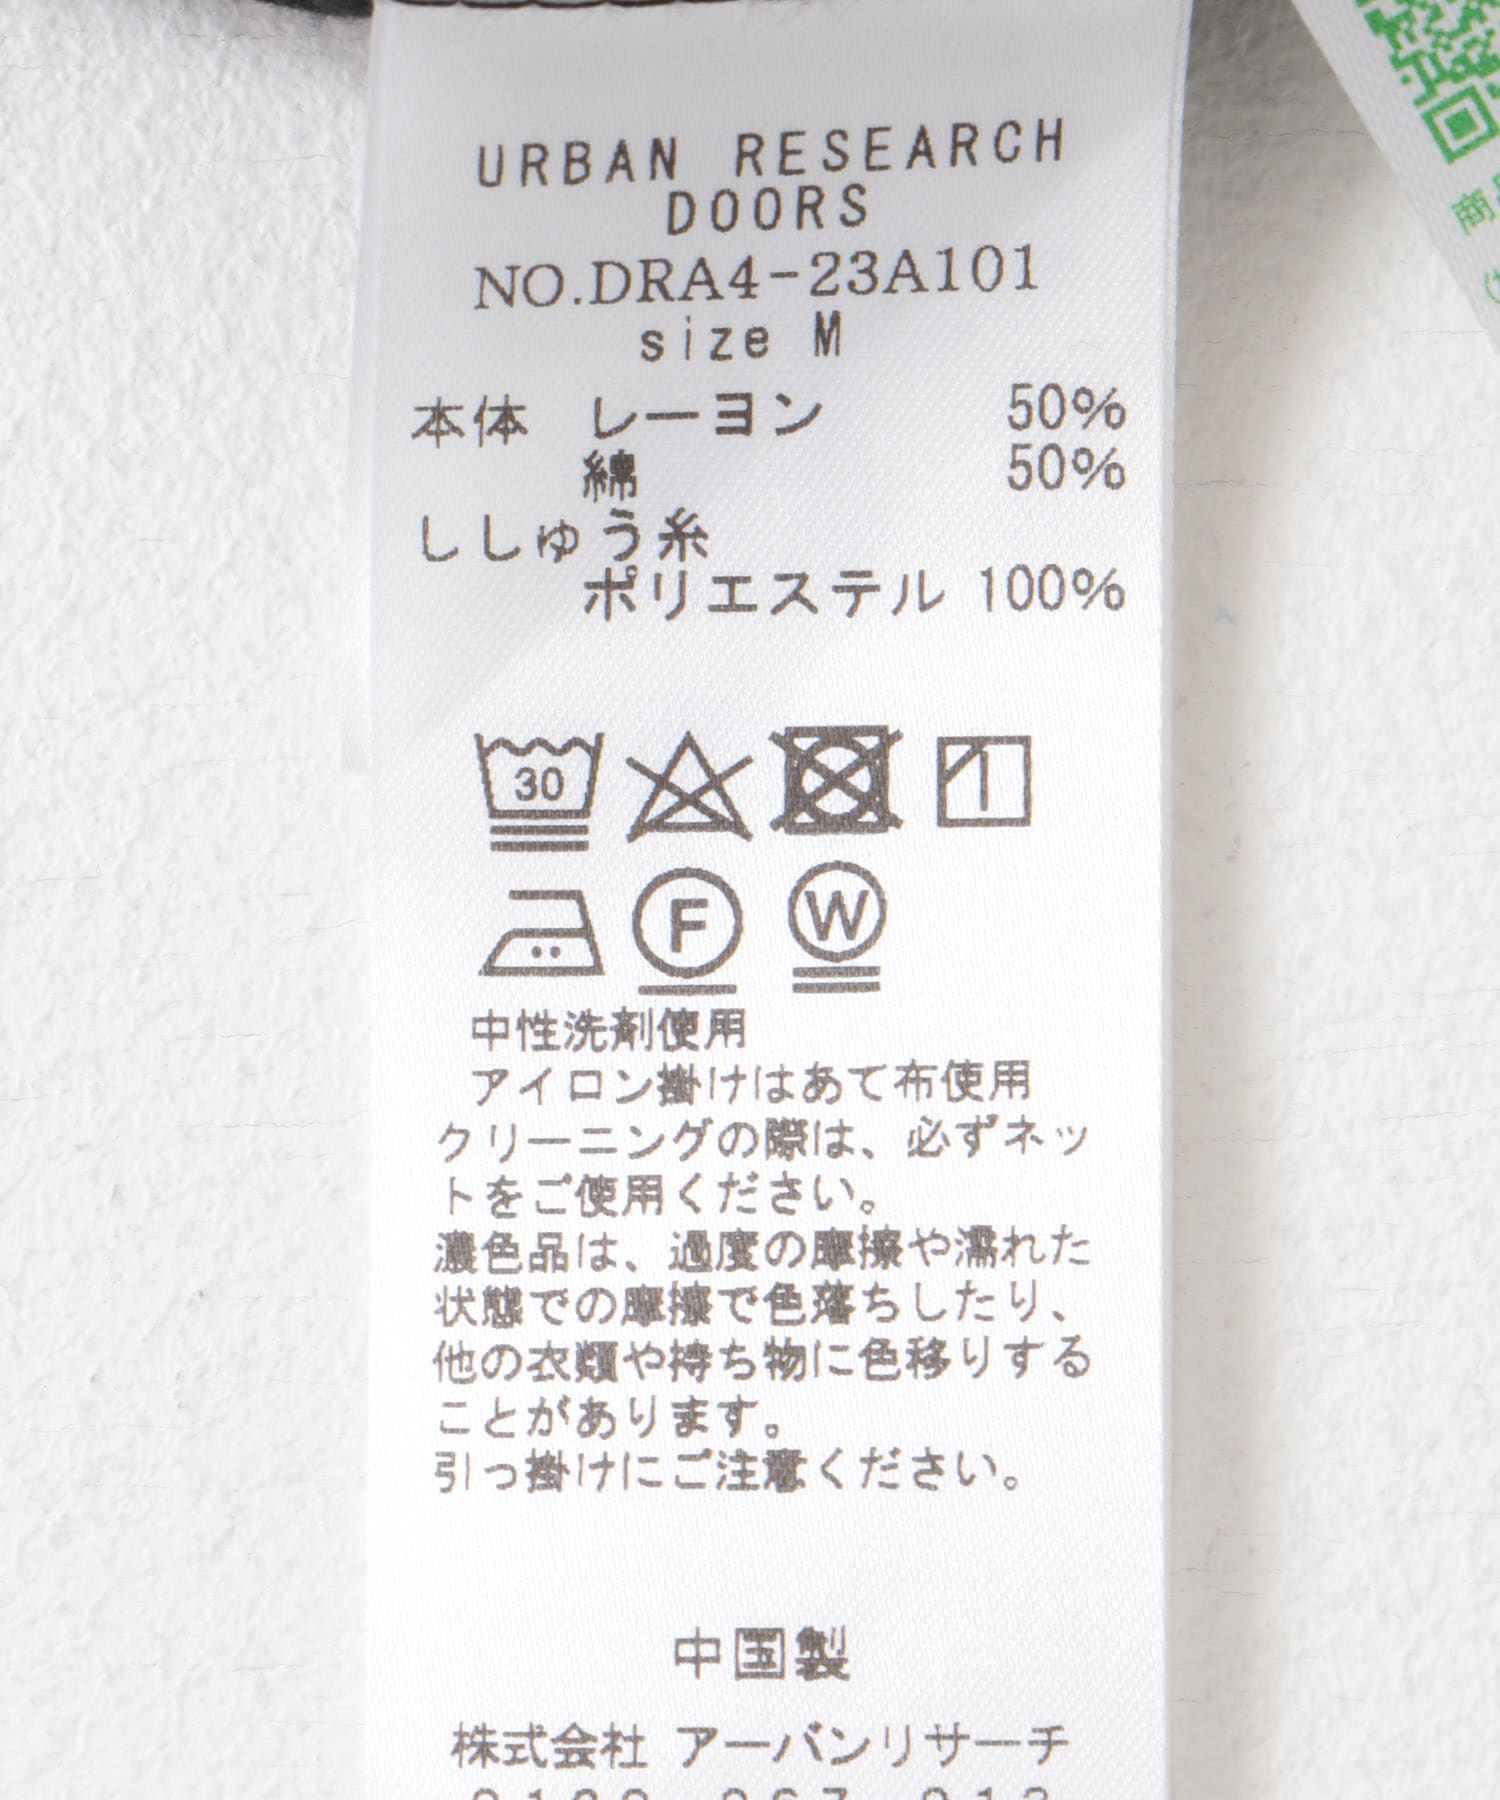 URBAN RESEARCH
DOORS
NO.DRA4-23A101
size M
本体 レーヨン 50%
綿 50%
ししゅう糸
ポリエステル 100%
30
F
W
中性洗剤使用
アイロン掛けはあて布使用
クリーニングの際は、必ずネッ
トをご使用ください。
濃色品は、過度の摩擦や濡れた
状態での摩擦で色落ちしたり、
他の衣類や持ち物に色移りする
ことがあります。
引っ掛けにご注意ください。
中国製
株式会社 アーバンリサーチ
商